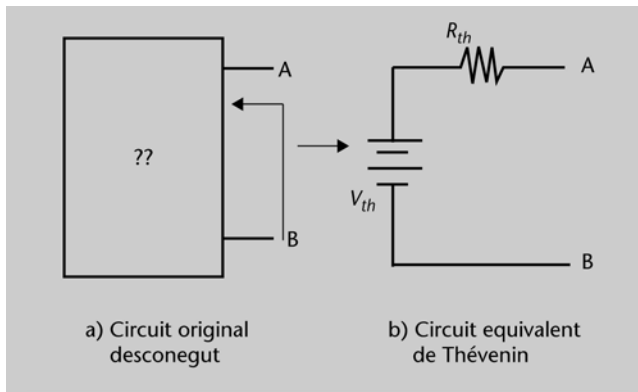 A
??
B
a) Circuit original
desconegut
R_th
A
V_th
B
b) Circuit equivalent
de Thévenin